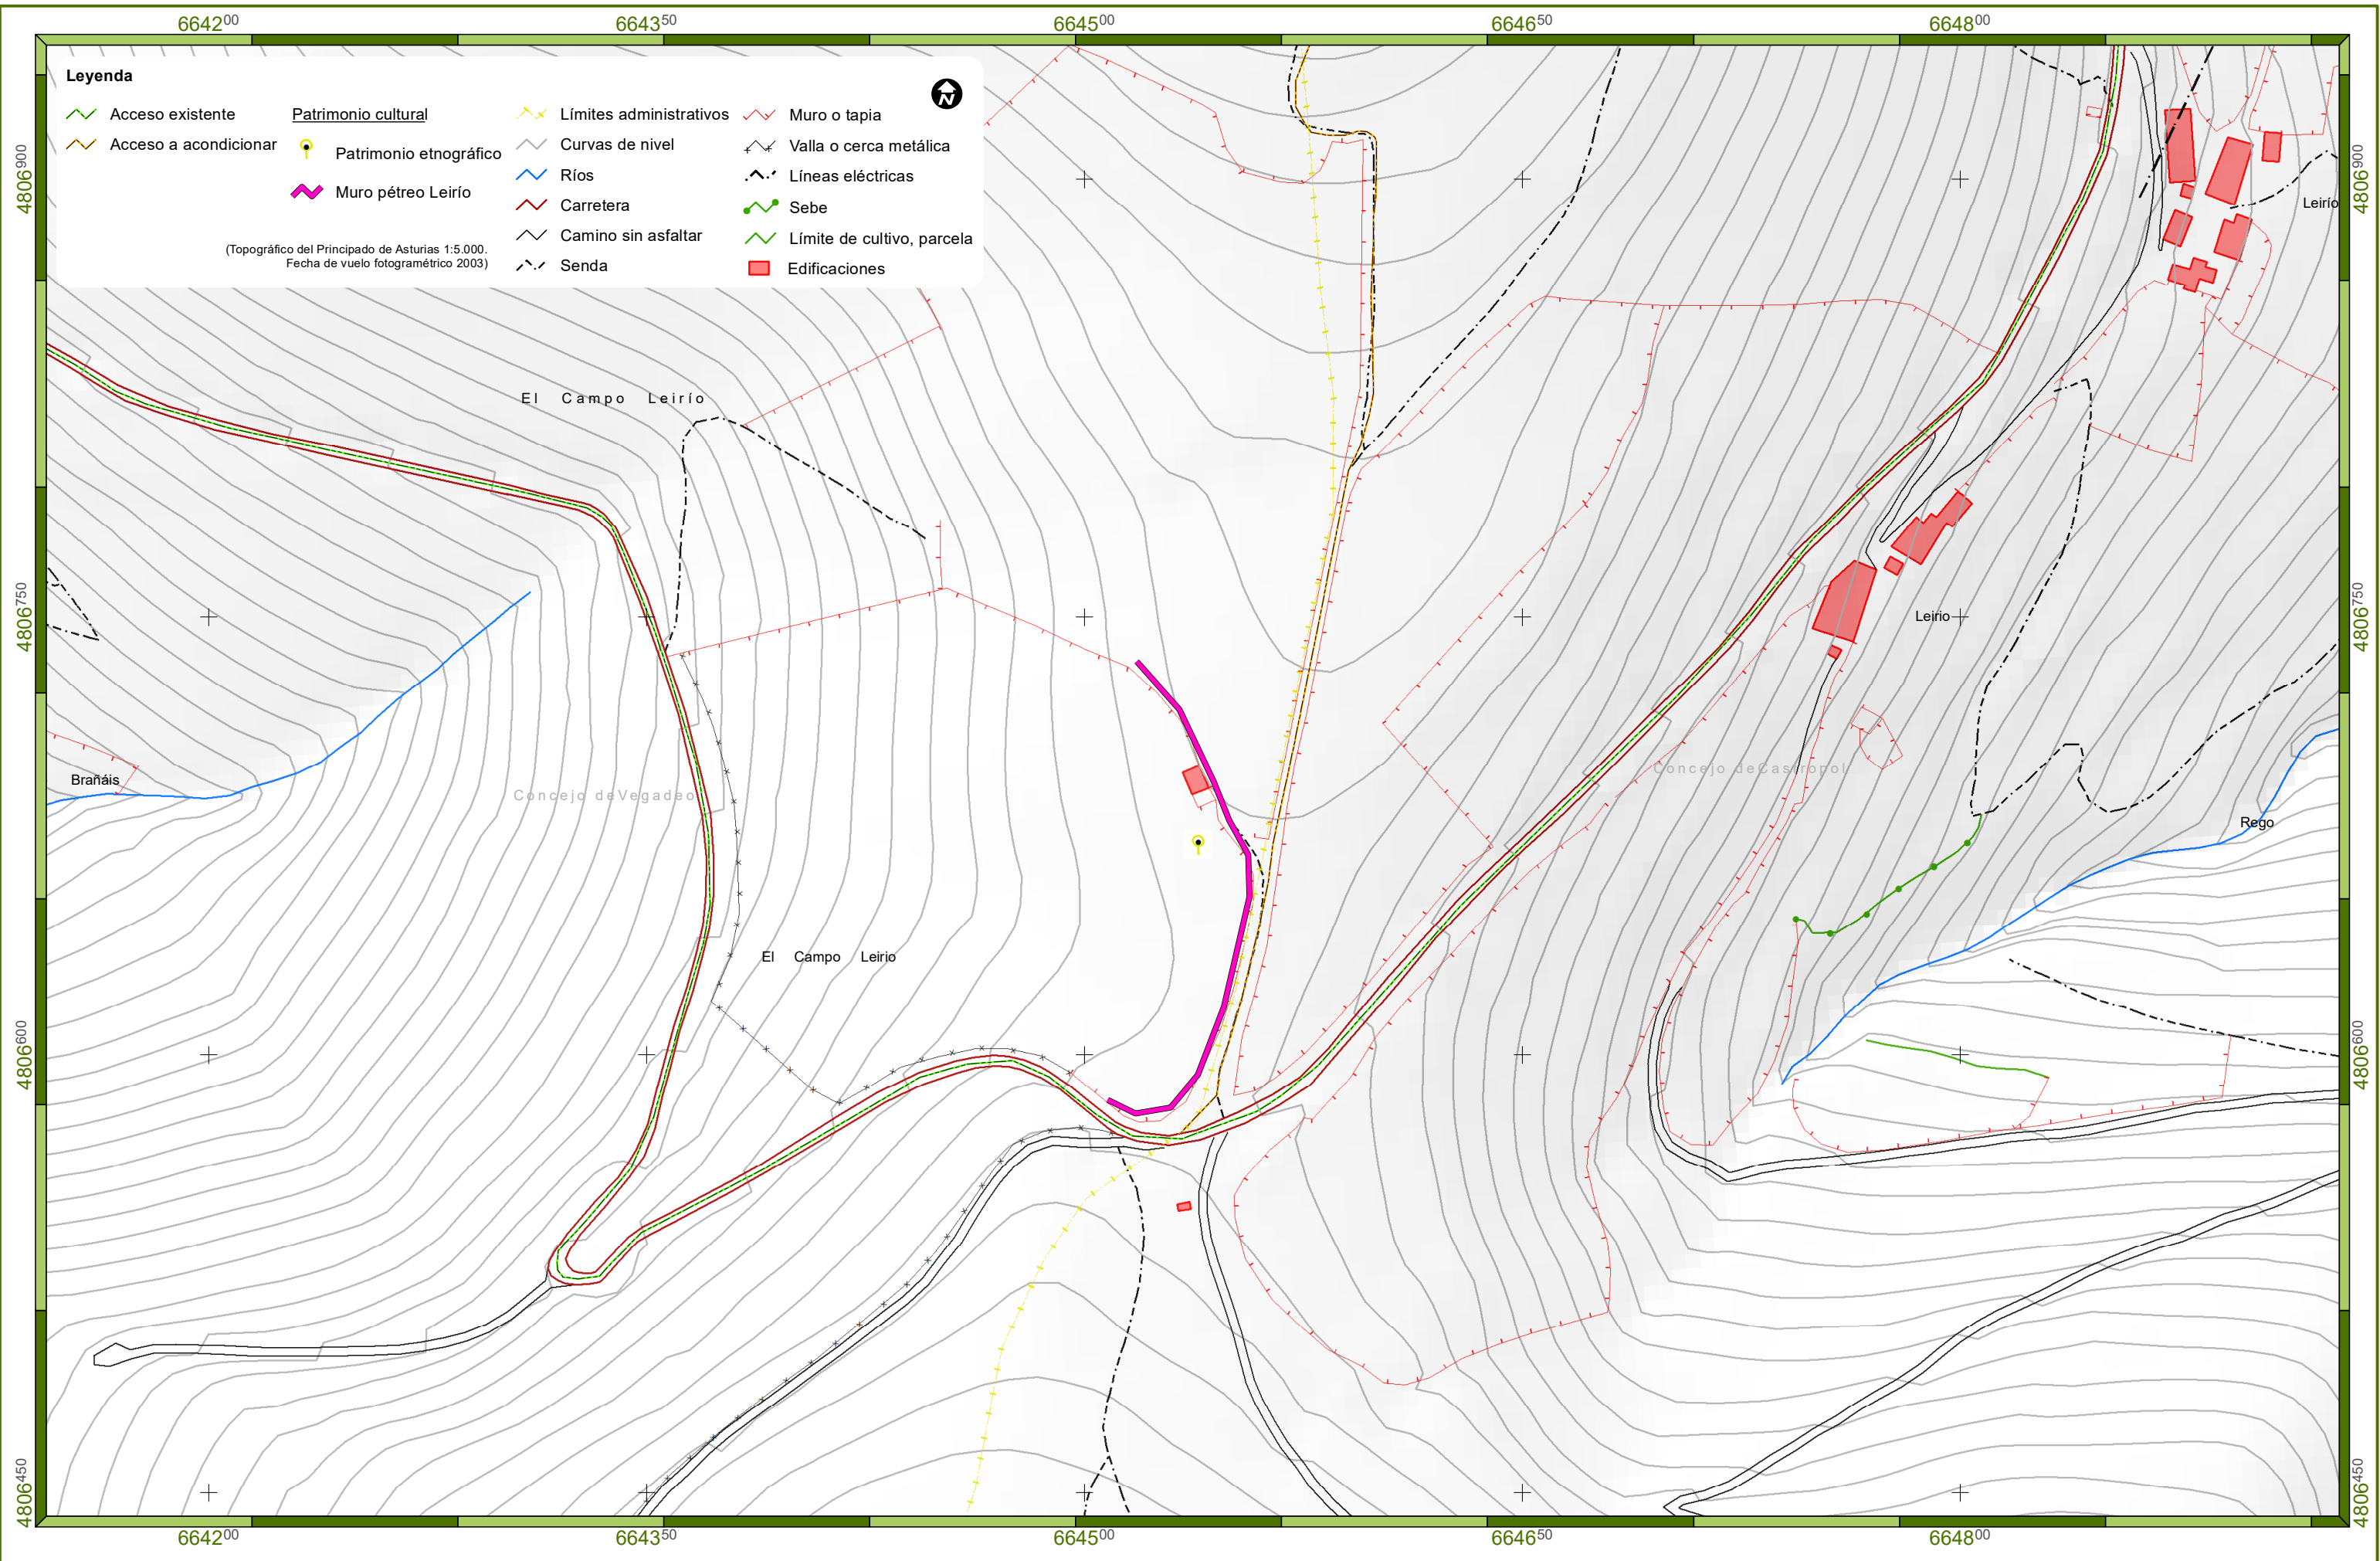 664200 664350 664500 664650 664800
Leyenda
N
Acceso existente
Acceso a acondicionar
Patrimonio cultural
Patrimonio etnográfico
Muro pétreo Leirío
(Topográfico del Principado de Asturias 1:5.000.
Fecha de vuelo fotogramétrico 2003)
Límites administrativos
Curvas de nivel
Ríos
Carretera
Camino sin asfaltar
Senda
Muro o tapia
Valla o cerca metálica
Líneas eléctricas
Sebe
Límite de cultivo, parcela
Edificaciones
4806900
4806900
Leirío
El Campo Leirío
4806750
4806750
Leirio
Concejo deCastropol
Brañáis
Concejo deVegadeo
Rego
El Campo Leirio
4806600
4806600
4806450
4806450
664200 664350 664500 664650 664800